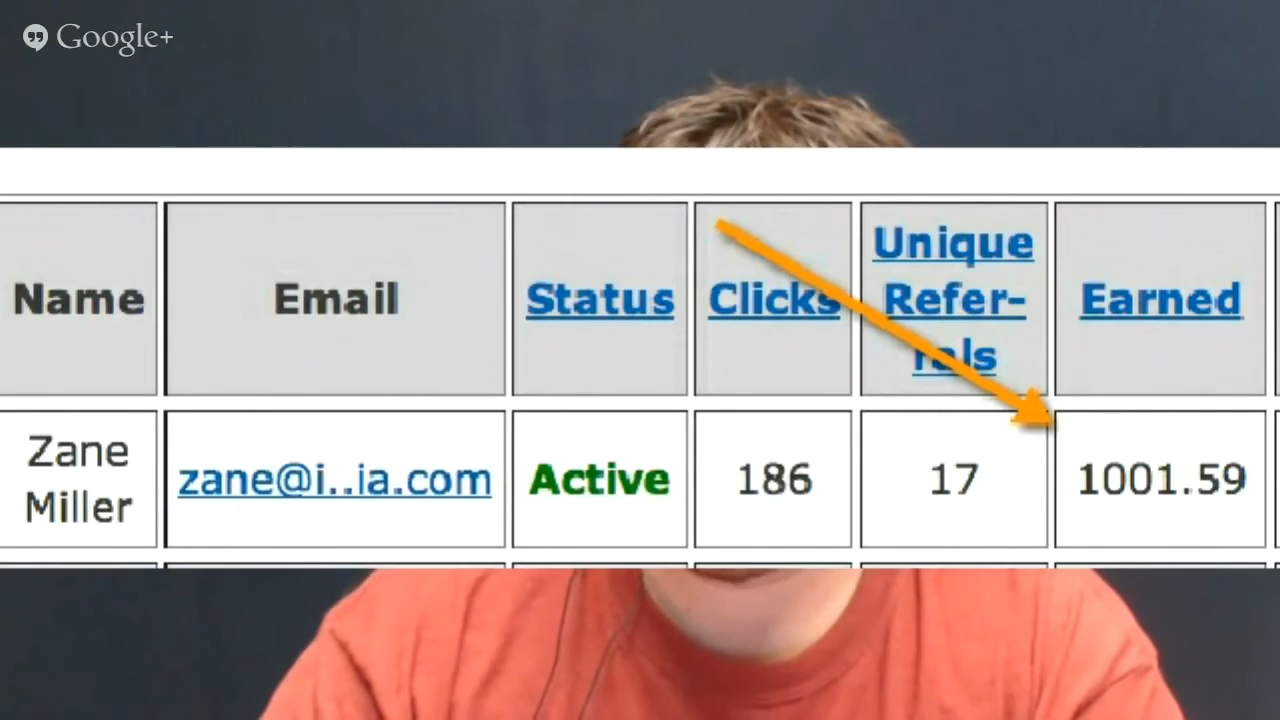 Google+
Name Email Status Clicks Unique Refer-rals Earned
Zane Miller zane@i..ia.com Active 186 17 1001.59